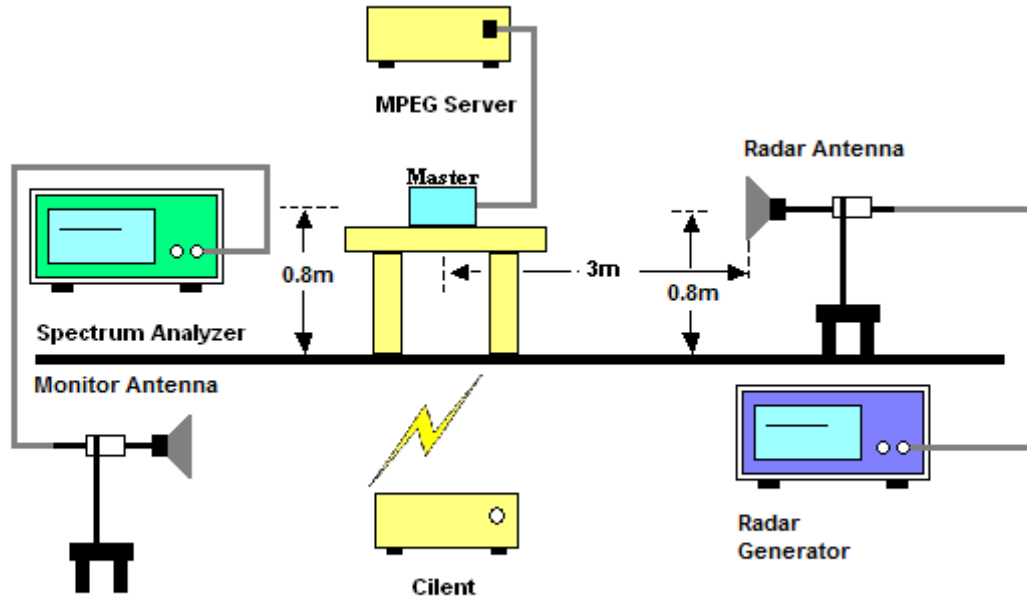 MPEG Server
Radar Antenna
Master
0.8m
3m
0.8m
Spectrum Analyzer
Monitor Antenna
Radar
Generator
Cilent